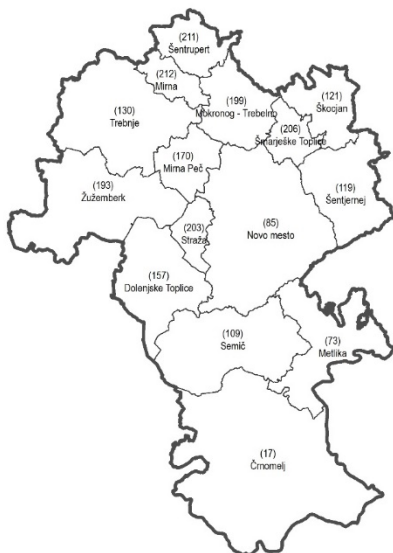 (211)
Šentrupert
(212)
Mirna
(121)
Škocjan
(199)
Mokronog - Trebelno
(130)
Trebnje
(206)
Šmarješke Toplice
(170)
Mirna Peč
(119)
Šentjernej
(193)
Žužemberk
(203)
Straža
(85)
Novo mesto
(157)
Dolenjske Toplice
(109)
Semič
(73)
Metlika
(17)
Črnomelj